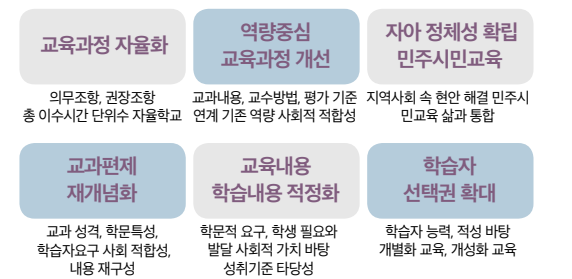 교육과정 자율화
의무조항, 권장조항
총 이수시간 단위수 자율학교
역량중심
교육과정 개선
교과내용, 교수방법, 평가 기준
연계 기존 역량 사회적 적합성
자아 정체성 확립
민주시민교육
지역사회 속 현안 해결 민주시
민교육 삶과 통합
교과편제
재개념화
교과 성격, 학문특성,
학습자요구 사회 적합성,
내용 재구성
교육내용
학습내용 적정화
학문적 요구, 학생 필요와
발달 사회적 가치 바탕
성취기준 타당성
학습자
선택권 확대
학습자 능력, 적성 바탕
개별화 교육, 개성화 교육